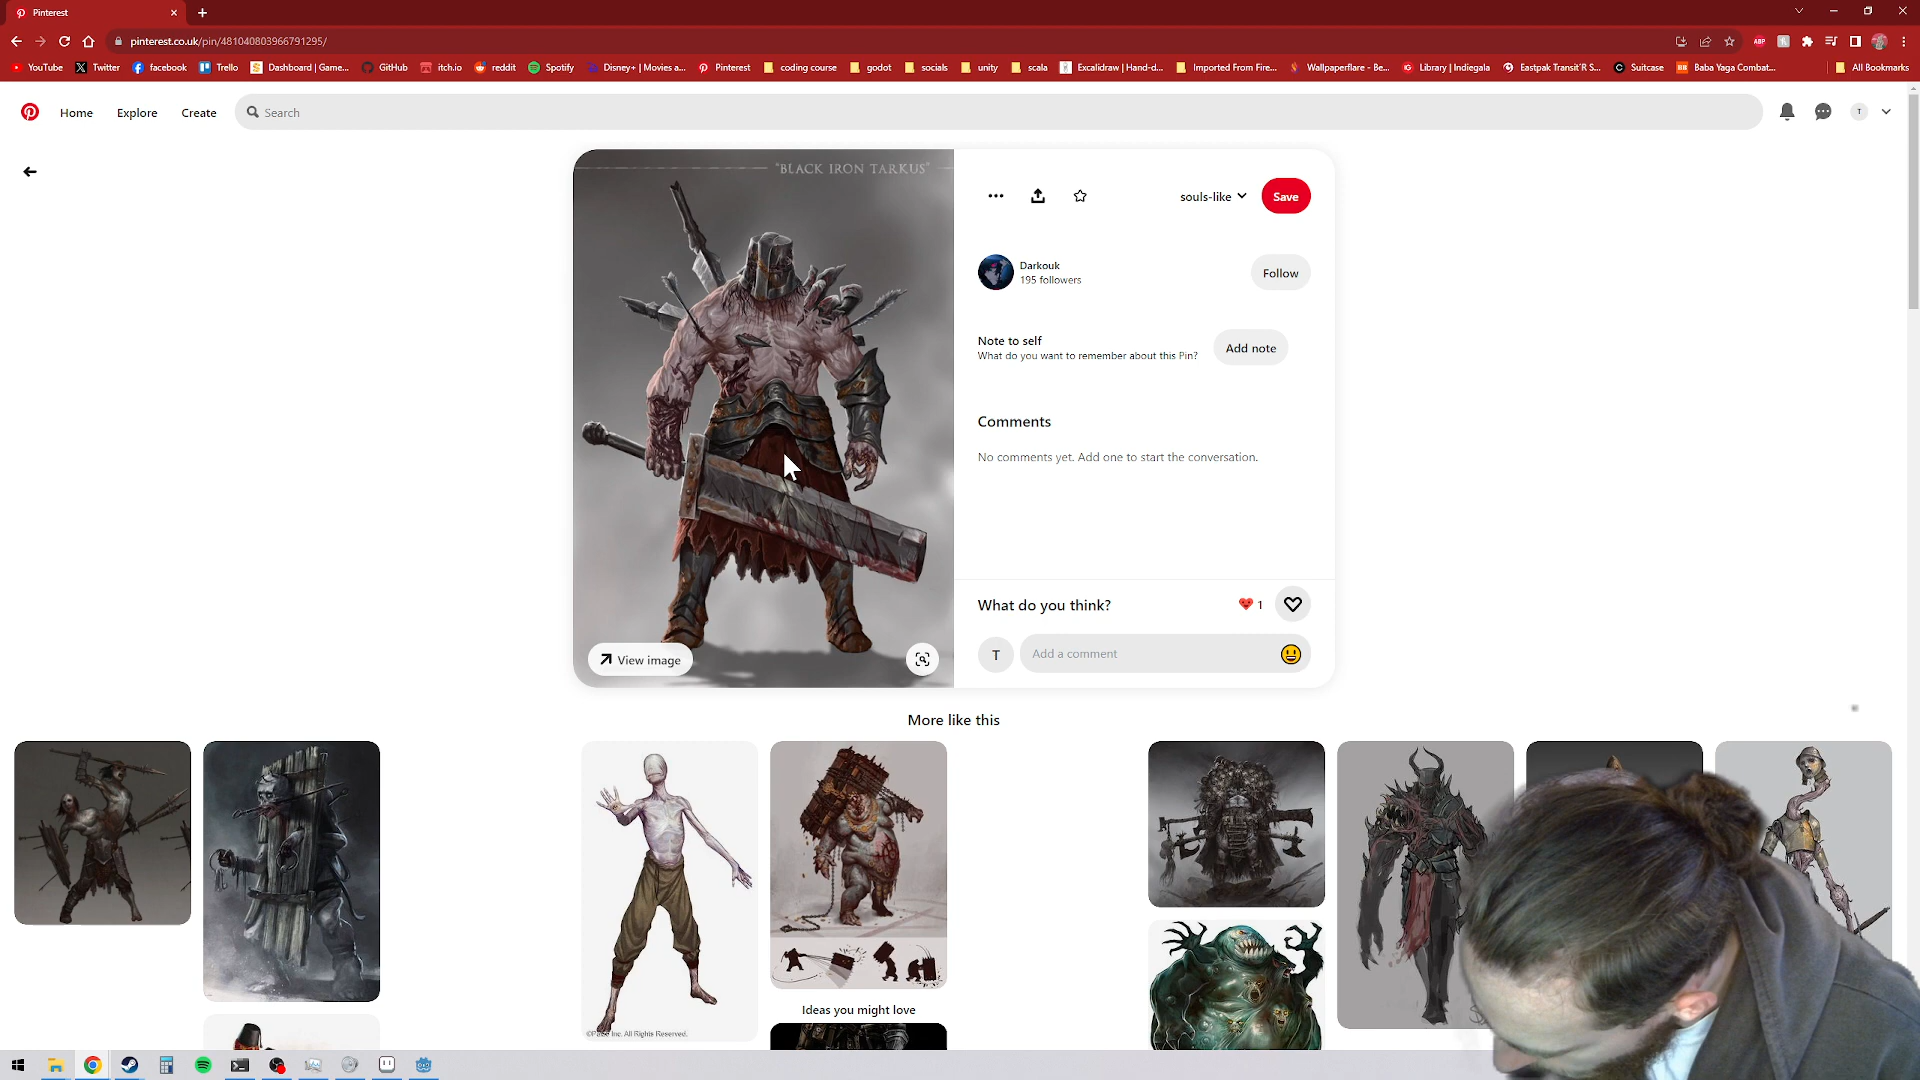 Pinterest
pinterest.co.uk/pin/481040803966791295/
YouTube
Twitter
facebook
Trello
Dashboard | Game...
GitHub
itch.io
reddit
Spotify
Disney+ | Movies a...
Pinterest
coding course
godot
socials
unity
scala
Excalidraw | Hand-d...
Imported From Fire...
Wallpaperflare - Be...
Library | Indiegala
Eastpak Transit'R S...
Suitcase
Baba Yaga Combat...
All Bookmarks
Home
Explore
Create
Search
T
"BLACK IRON TARKUS"
souls-like
Save
Darkouk
195 followers
Follow
Note to self
What do you want to remember about this Pin?
Add note
Comments
No comments yet. Add one to start the conversation.
What do you think?
1
View image
T
Add a comment
More like this
Inc. All Rights Reserved.
Ideas you might love